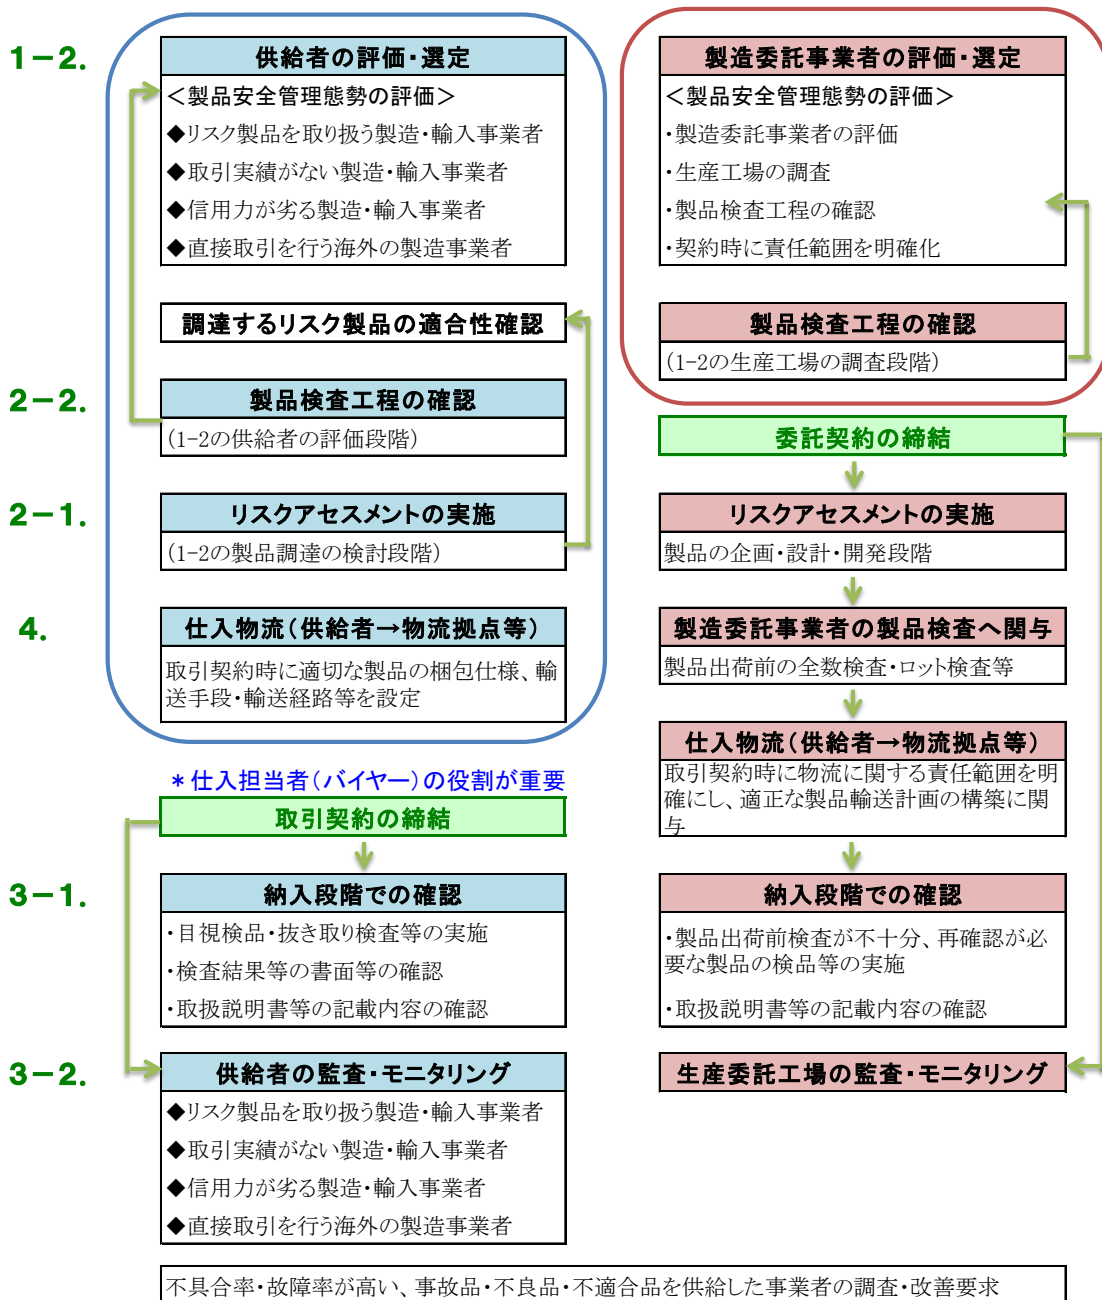 1－2.
供給者の評価・選定
＜製品安全管理態勢の評価＞
◆リスク製品を取り扱う製造・輸入事業者
◆取引実績がない製造・輸入事業者
◆信用力が劣る製造・輸入事業者
◆直接取引を行う海外の製造事業者
調達するリスク製品の適合性確認
2－2.
製品検査工程の確認
(1-2の供給者の評価段階)
2－1.
リスクアセスメントの実施
(1-2の製品調達の検討段階)
4.
仕入物流(供給者→物流拠点等)
取引契約時に適切な製品の梱包仕様、輸
送手段・輸送経路等を設定
＊仕入担当者(バイヤー)の役割が重要
取引契約の締結
3－1.
納入段階での確認
・目視検品・抜き取り検査等の実施
・検査結果等の書面等の確認
・取扱説明書等の記載内容の確認
3－2.
供給者の監査・モニタリング
◆リスク製品を取り扱う製造・輸入事業者
◆取引実績がない製造・輸入事業者
◆信用力が劣る製造・輸入事業者
◆直接取引を行う海外の製造事業者
製造委託事業者の評価・選定
＜製品安全管理態勢の評価＞
・製造委託事業者の評価
・生産工場の調査
・製品検査工程の確認
・契約時に責任範囲を明確化
製品検査工程の確認
(1-2の生産工場の調査段階)
委託契約の締結
リスクアセスメントの実施
製品の企画・設計・開発段階
製造委託事業者の製品検査へ関与
製品出荷前の全数検査・ロット検査等
仕入物流(供給者→物流拠点等)
取引契約時に物流に関する責任範囲を明
確にし、適正な製品輸送計画の構築に関
与
納入段階での確認
・製品出荷前検査が不十分、再確認が必
要な製品の検品等の実施
・取扱説明書等の記載内容の確認
生産委託工場の監査・モニタリング
不具合率・故障率が高い、事故品・不良品・不適合品を供給した事業者の調査・改善要求